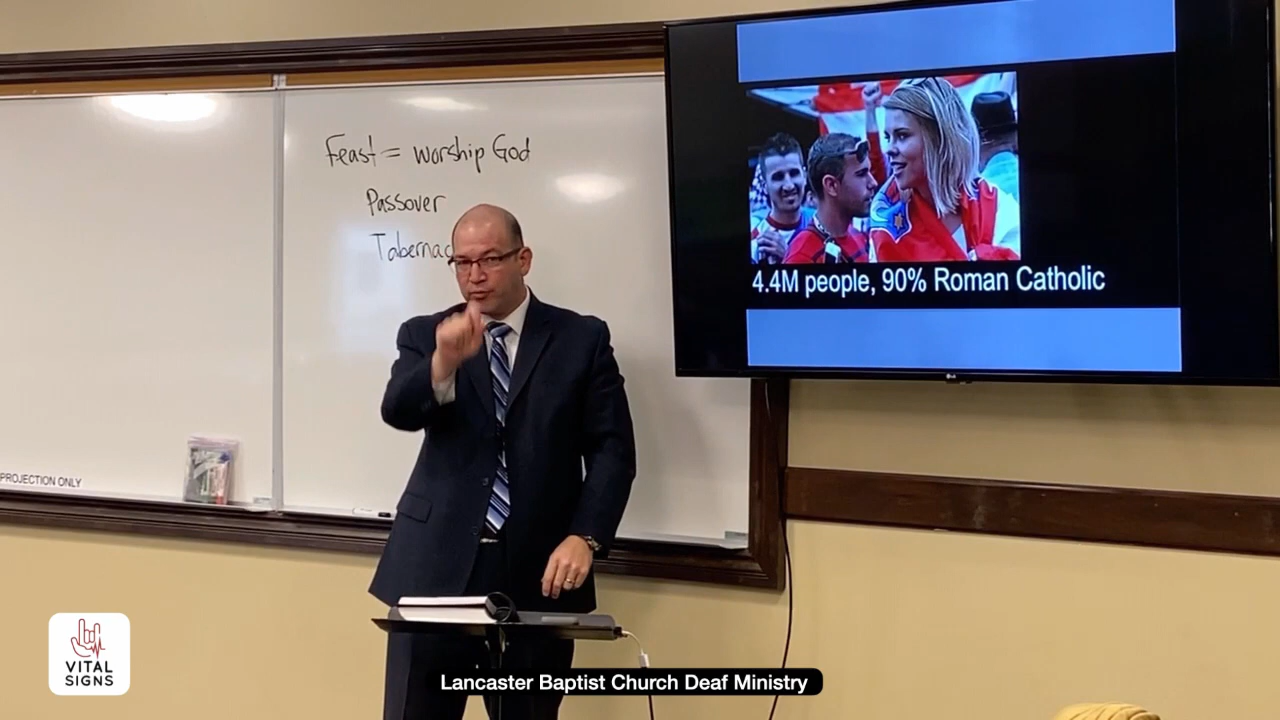 Feast = worship God
Passover
Tabernac
4.4M people, 90% Roman Catholic
PROJECTION ONLY
VITAL
SIGNS
Lancaster Baptist Church Deaf Ministry